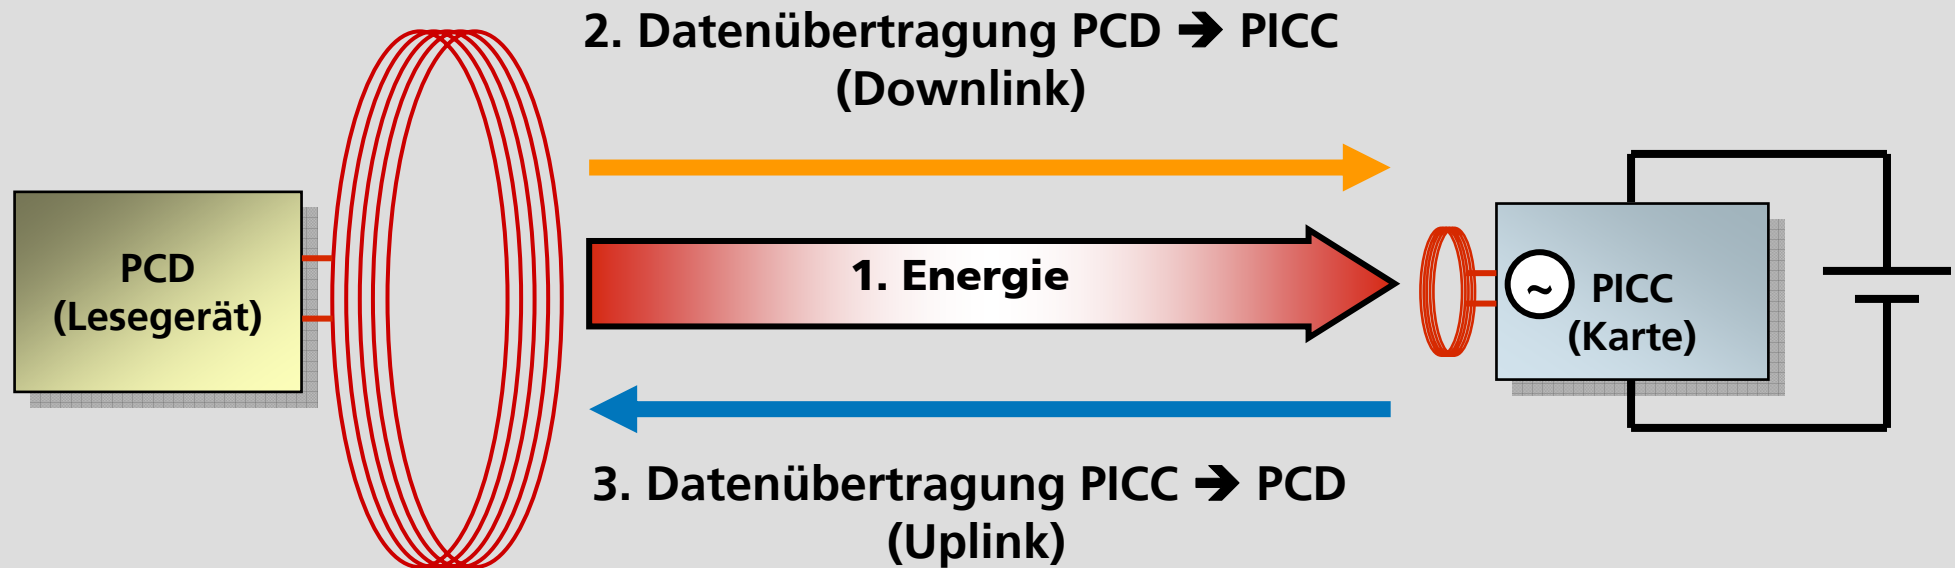 2. Datenübertragung PCD ➔ PICC
(Downlink)
PCD
(Lesegerät)
1. Energie
~
PICC
(Karte)
3. Datenübertragung PICC ➔ PCD
(Uplink)